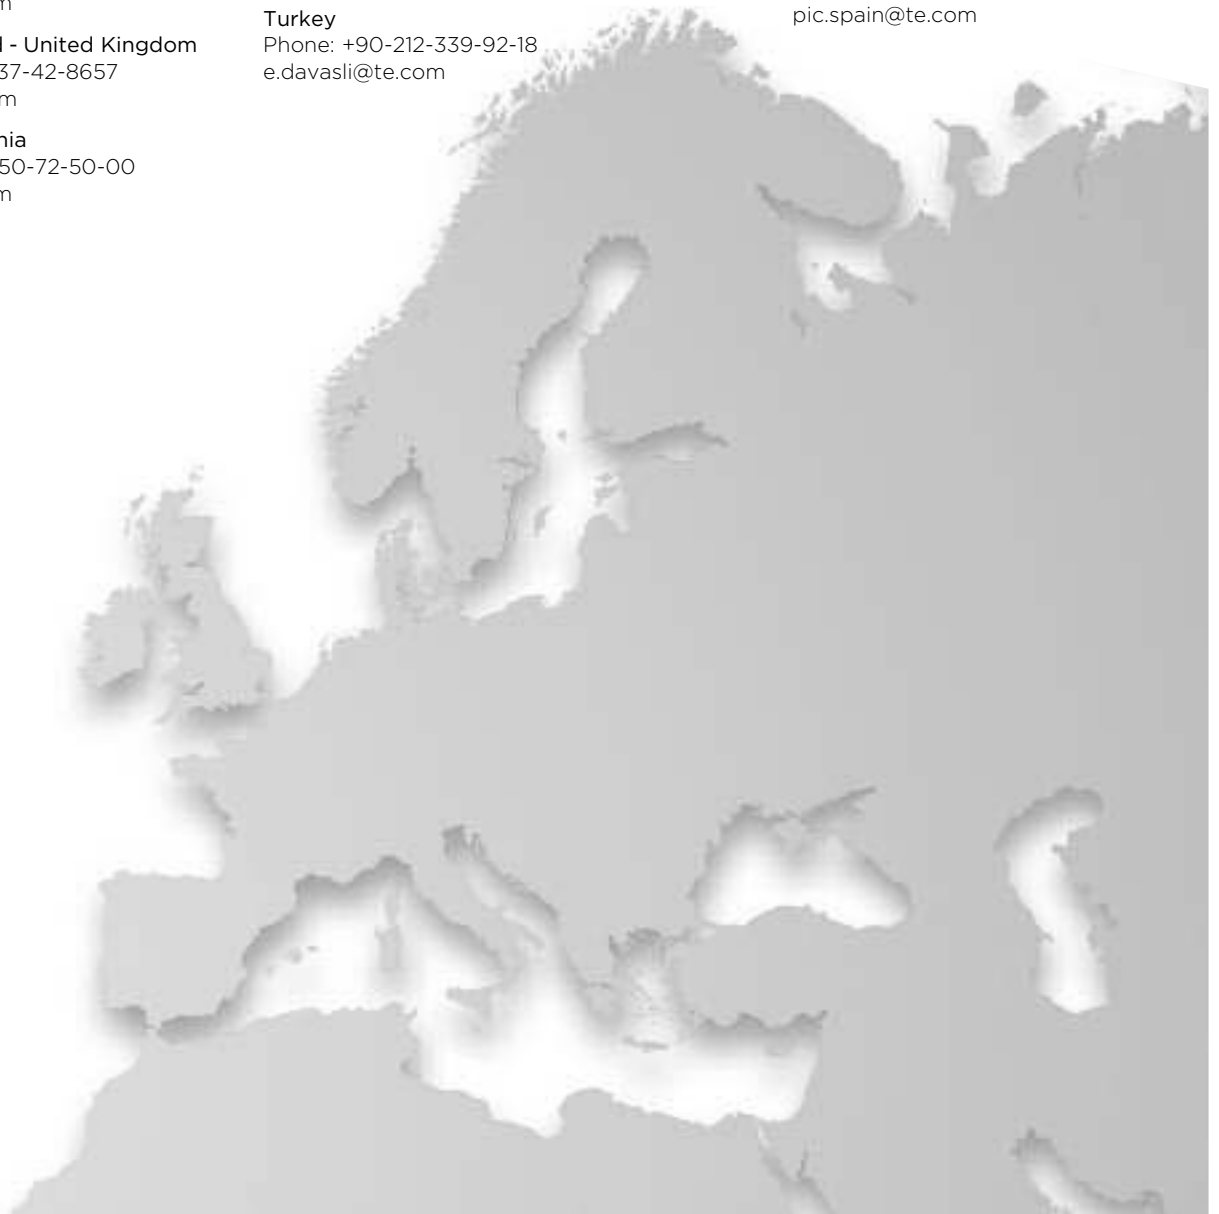 - United Kingdom
37-42-8657
50-72-50-00
Turkey
Phone: +90-212-339-92-18
e.davasli@te.com
pic.spain@te.com